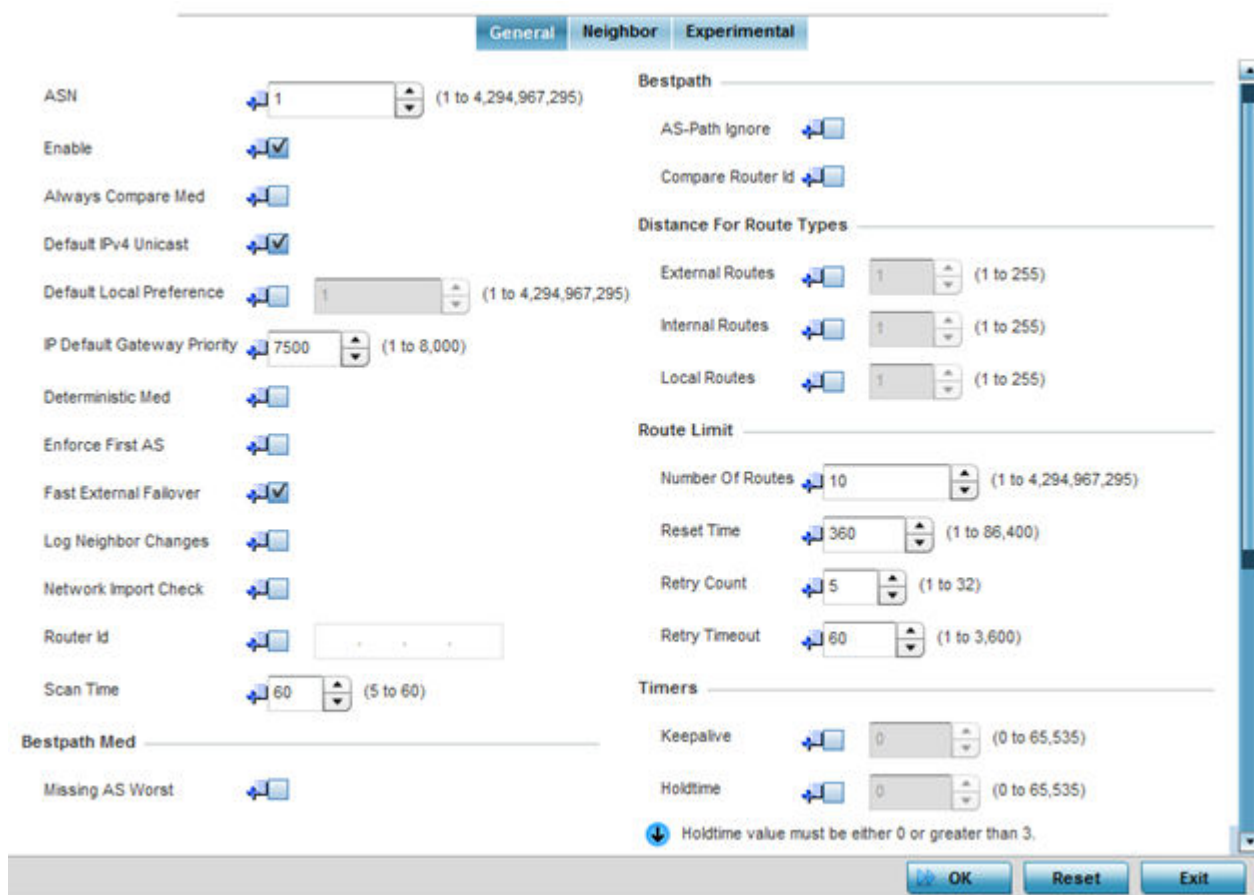 General Neighbor Experimental
ASN 1 (1 to 4,294,967,295)
Enable
Always Compare Med
Default IPv4 Unicast
Default Local Preference 1 (1 to 4,294,967,295)
IP Default Gateway Priority 7500 (1 to 8,000)
Deterministic Med
Enforce First AS
Fast External Failover
Log Neighbor Changes
Network Import Check
Router Id . . .
Scan Time 60 (5 to 60)
Bestpath Med
Missing AS Worst
Bestpath
AS-Path Ignore
Compare Router Id
Distance For Route Types
External Routes 1 (1 to 255)
Internal Routes 1 (1 to 255)
Local Routes 1 (1 to 255)
Route Limit
Number Of Routes 10 (1 to 4,294,967,295)
Reset Time 360 (1 to 86,400)
Retry Count 5 (1 to 32)
Retry Timeout 60 (1 to 3,600)
Timers
Keepalive 0 (0 to 65,535)
Holdtime 0 (0 to 65,535)
Holdtime value must be either 0 or greater than 3.
OK Reset Exit